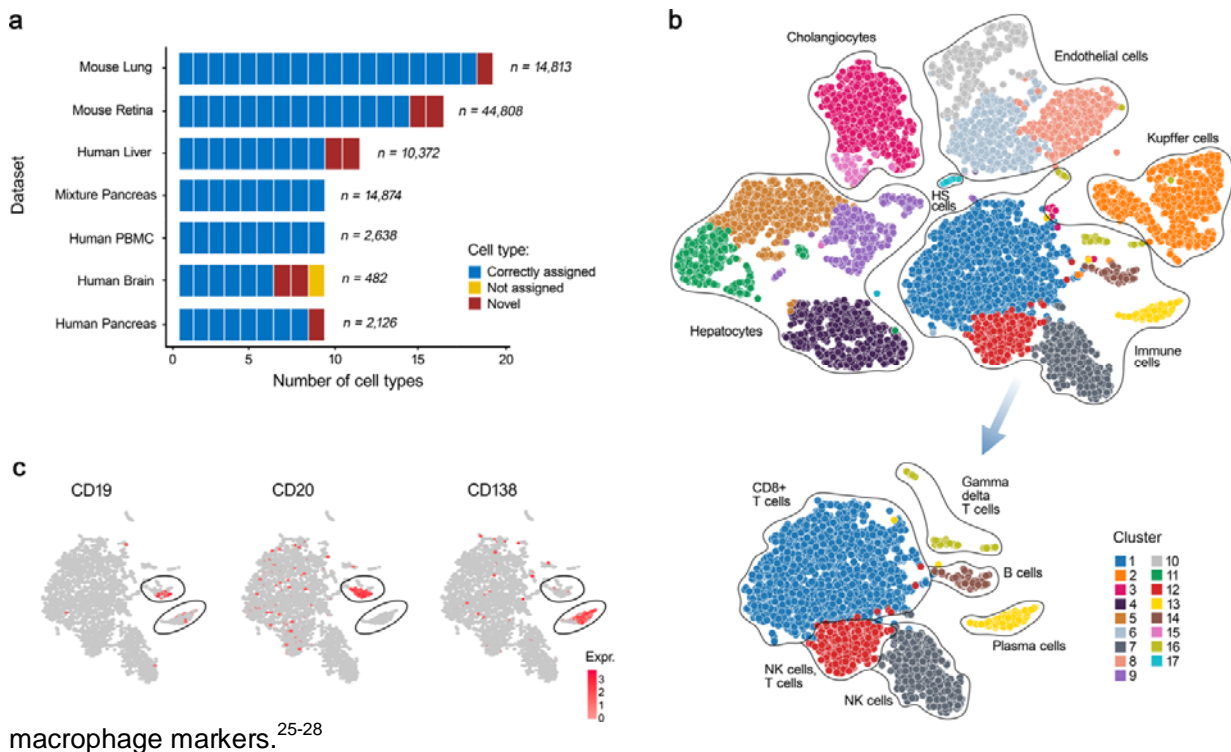 a
Dataset
Mouse Lung
n = 14,813
Mouse Retina
n = 44,808
Human Liver
n = 10,372
Mixture Pancreas
n = 14,874
Human PBMC
n = 2,638
Human Brain
n = 482
Human Pancreas
n = 2,126
Cell type:
Correctly assigned
Not assigned
Novel
0 5 10 15 20
Number of cell types
b
Cholangiocytes
Endothelial cells
Kupffer cells
HS
cells
Hepatocytes
Immune
cells
CD8+
T cells
Gamma
delta
T cells
B cells
Plasma cells
NK cells,
T cells
NK cells
Cluster
1 10
2 11
3 12
4 13
5 14
6 15
7 16
8 17
9
c
CD19 CD20 CD138
Expr.
3
2
1
0
macrophage markers.25-28